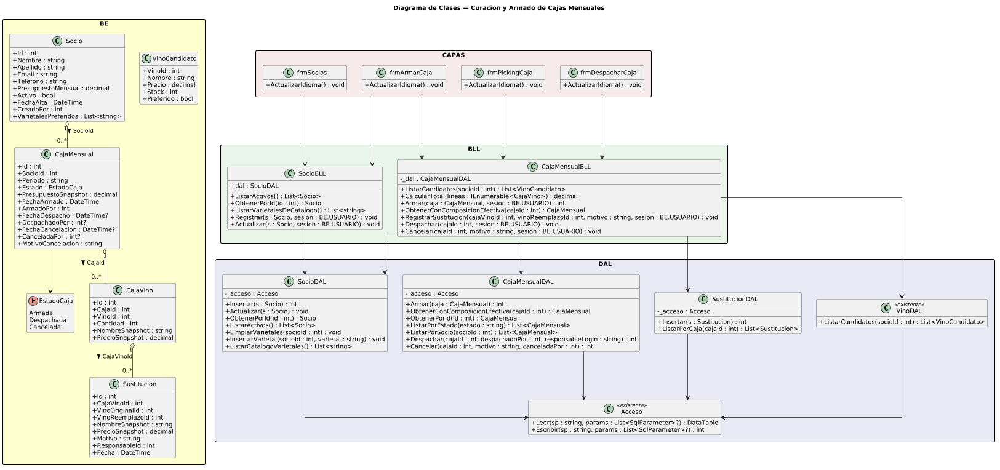 Diagrama de Clases — Curación y Armado de Cajas Mensuales
BE
Socio
+Id : int
+Nombre : string
+Apellido : string
+Email : string
+Telefono : string
+PresupuestoMensual : decimal
+Activo : bool
+FechaAlta : DateTime
+CreadoPor : int
+VarietalesPreferidos : List<string>
VinoCandidato
+VinoId : int
+Nombre : string
+Precio : decimal
+Stock : int
+Preferido : bool
1
SocioId
0..*
CajaMensual
+Id : int
+SocioId : int
+Periodo : string
+Estado : EstadoCaja
+PresupuestoSnapshot : decimal
+FechaArmado : DateTime
+ArmadoPor : int
+FechaDespacho : DateTime?
+DespachadoPor : int?
+FechaCancelacion : DateTime?
+CanceladaPor : int?
+MotivoCancelacion : string
1
CajaId
0..*
EstadoCaja
Armada
Despachada
Cancelada
CajaVino
+Id : int
+CajaId : int
+VinoId : int
+Cantidad : int
+NombreSnapshot : string
+PrecioSnapshot : decimal
1
CajaVinoId
0..*
Sustitucion
+Id : int
+CajaVinoId : int
+VinoOriginalId : int
+VinoReemplazoId : int
+NombreSnapshot : string
+PrecioSnapshot : decimal
+Motivo : string
+ResponsableId : int
+Fecha : DateTime
CAPAS
frmSocios
+ActualizarIdioma() : void
frmArmarCaja
+ActualizarIdioma() : void
frmPickingCaja
+ActualizarIdioma() : void
frmDespacharCaja
+ActualizarIdioma() : void
BLL
SocioBLL
-_dal : SocioDAL
+ListarActivos() : List<Socio>
+ObtenerPorId(id : int) : Socio
+ListarVarietalesDeCatalogo() : List<string>
+Registrar(s : Socio, sesion : BE.USUARIO) : void
+Actualizar(s : Socio, sesion : BE.USUARIO) : void
CajaMensualBLL
-_dal : CajaMensualDAL
+ListarCandidatos(socioId : int) : List<VinoCandidato>
+CalcularTotal(lineas : IEnumerable<CajaVino>) : decimal
+Armar(caja : CajaMensual, sesion : BE.USUARIO) : int
+ObtenerConComposicionEfectiva(cajaId : int) : CajaMensual
+RegistrarSustitucion(cajaVinoId : int, vinoReemplazoId : int, motivo : string, sesion : BE.USUARIO) : void
+Despachar(cajaId : int, sesion : BE.USUARIO) : void
+Cancelar(cajaId : int, motivo : string, sesion : BE.USUARIO) : void
DAL
SocioDAL
-_acceso : Acceso
+Insertar(s : Socio) : int
+Actualizar(s : Socio) : void
+ObtenerPorId(id : int) : Socio
+ListarActivos() : List<Socio>
+LimpiarVarietales(socioId : int) : void
+InsertarVarietal(socioId : int, varietal : string) : void
+ListarCatalogoVarietales() : List<string>
CajaMensualDAL
-_acceso : Acceso
+Armar(caja : CajaMensual) : int
+ObtenerConComposicionEfectiva(cajaId : int) : CajaMensual
+ObtenerPorId(id : int) : CajaMensual
+ListarPorEstado(estado : string) : List<CajaMensual>
+ListarPorSocio(socioId : int) : List<CajaMensual>
+Despachar(cajaId : int, despachadoPor : int, responsableLogin : string) : int
+Cancelar(cajaId : int, motivo : string, canceladaPor : int) : int
SustitucionDAL
-_acceso : Acceso
+Insertar(s : Sustitucion) : int
+ListarPorCaja(cajaId : int) : List<Sustitucion>
«existente»
VinoDAL
+ListarCandidatos(socioId : int) : List<VinoCandidato>
«existente»
Acceso
+Leer(sp : string, params : List<SqlParameter>?) : DataTable
+Escribir(sp : string, params : List<SqlParameter>?) : int